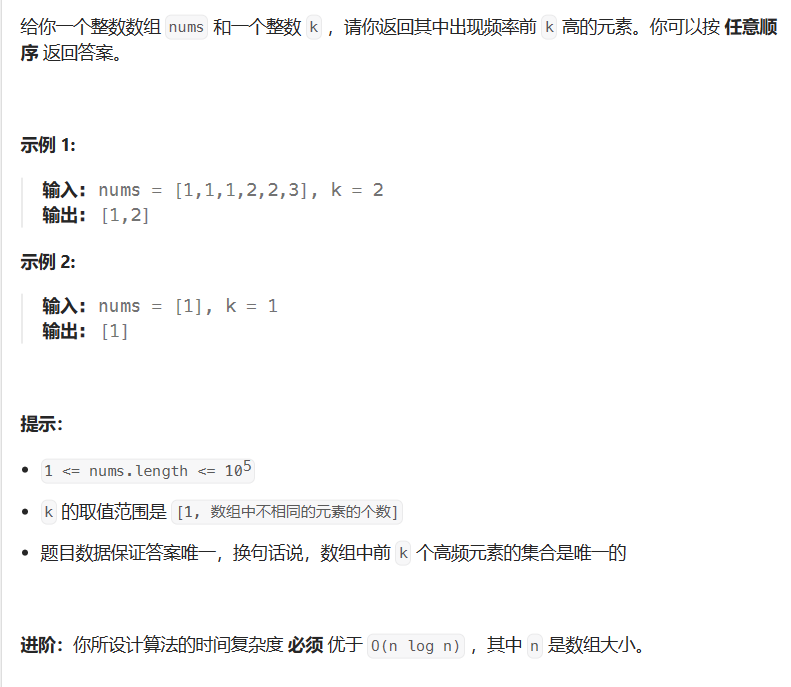 给你一个整数数组 nums 和一个整数 k ，请你返回其中出现频率前 k 高的元素。你可以按 任意顺
序 返回答案。
示例 1:
输入: nums = [1,1,1,2,2,3], k = 2
输出: [1,2]
示例 2:
输入: nums = [1], k = 1
输出: [1]
提示：
• 1 <= nums.length <= 10⁵
• k 的取值范围是 [1, 数组中不相同的元素的个数]
• 题目数据保证答案唯一，换句话说，数组中前 k 个高频元素的集合是唯一的
进阶：你所设计算法的时间复杂度 必须 优于 O(n log n) ，其中 n 是数组大小。